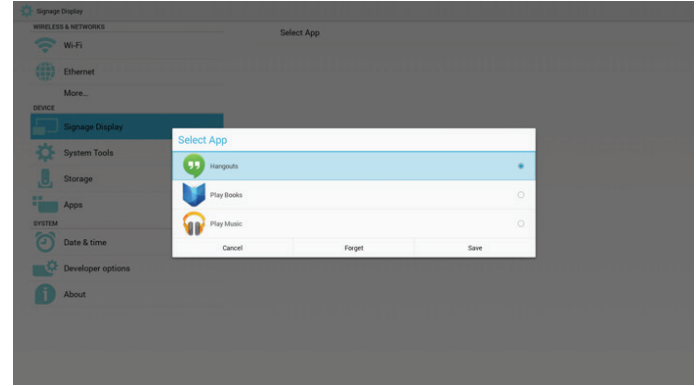 Signage Display
WIRELESS & NETWORKS
Select App
Wi-Fi
Ethernet
More...
DEVICE
Signage Display
System Tools
Storage
Apps
SYSTEM
Date & time
Developer options
About
Select App
Hangouts
Play Books
Play Music
Cancel Forget Save